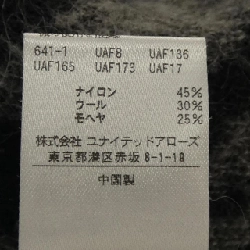 641-1 UAF8 UAF136
UAF165 UAF173 UAF17
ナイロン 45%
ウール 30%
モヘヤ 25%
株式会社 ユナイテッドアローズ
東京都港区赤坂 8-1-19
中国製